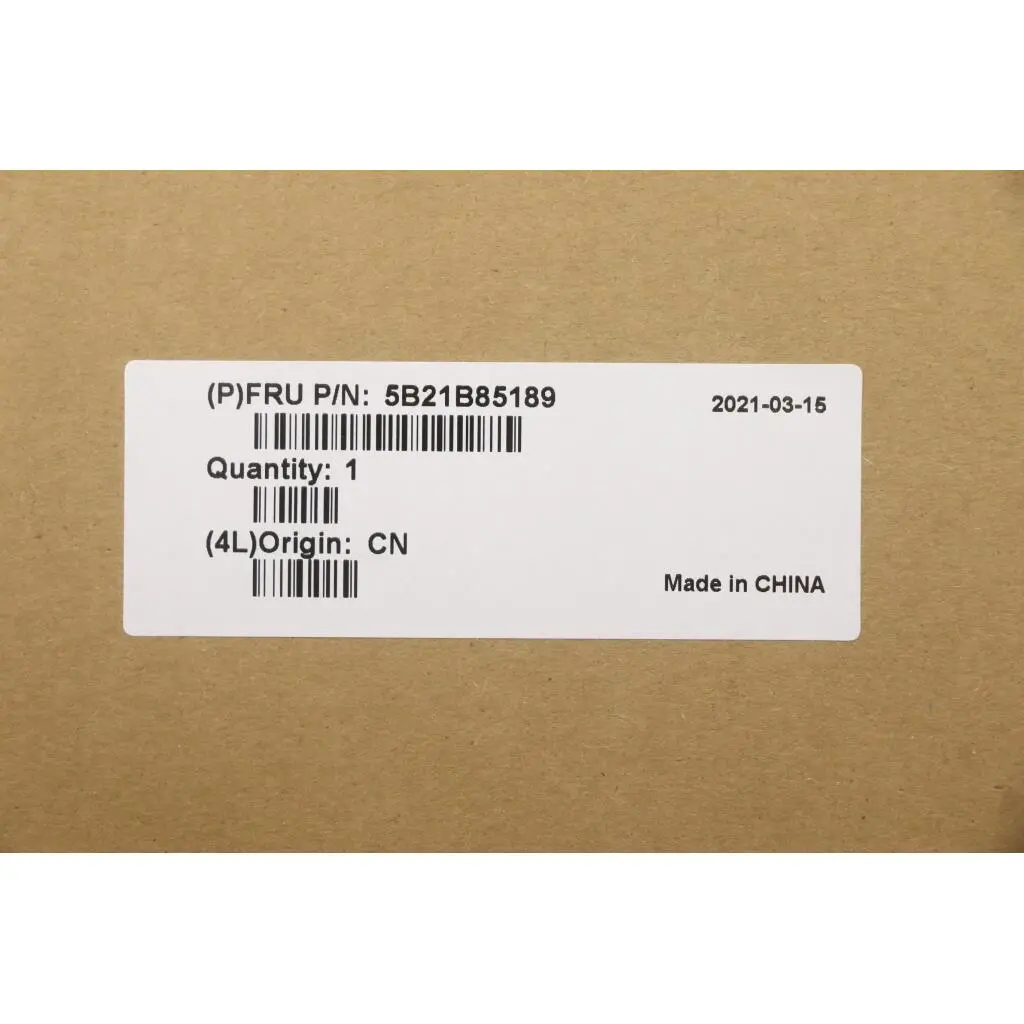 (P)FRU P/N: 5B21B85189
2021-03-15
Quantity: 1
(4L)Origin: CN
Made in CHINA